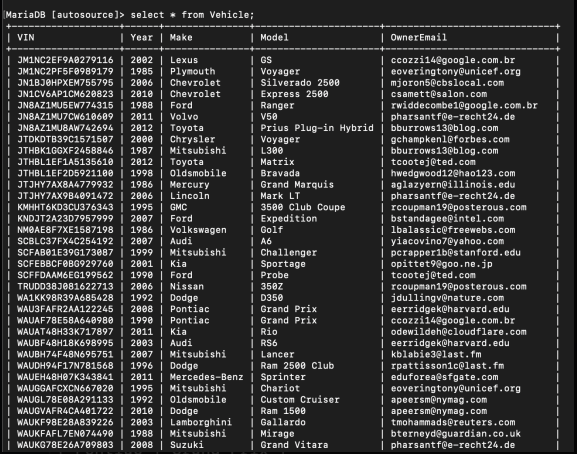 MariaDB [autosource]> select * from Vehicle;
| VIN | Year | Make | Model | OwnerEmail |
| JM1NC2EF9A0279116 | 2002 | Lexus | GS | ccozzi14@google.com.br |
| JM1NC2PF5F0989179 | 1985 | Plymouth | Voyager | eoveringtony@unicef.org |
| JN1BJ0HPXEM755795 | 2006 | Chevrolet | Silverado 2500 | mjoron5@cbslocal.com |
| JN1CV6AP1CM620823 | 2010 | Chevrolet | Express 2500 | csamett@salon.com |
| JN8AZ1MU5EW774315 | 1988 | Ford | Ranger | rwiddecombe1@google.com.br |
| JN8AZ1MU7CW610609 | 2011 | Volvo | V50 | pharsantf@e-recht24.de |
| JN8AZ1MU8AW742694 | 2012 | Toyota | Prius Plug-in Hybrid | bburrows13@blog.com |
| JTDKDTB39C1571507 | 2000 | Chrysler | Voyager | gchampkenl@forbes.com |
| JTHBK1GGXF2458846 | 1987 | Mitsubishi | L300 | bburrows13@blog.com |
| JTHBL1EF1A5135610 | 2012 | Toyota | Matrix | tcootej@ted.com |
| JTHBL1EF2D5921100 | 1998 | Oldsmobile | Bravada | hwedgwood12@hao123.com |
| JTJHY7AX8A4779932 | 1986 | Mercury | Grand Marquis | aglazyern@illinois.edu |
| JTJHY7AX9B4091472 | 2006 | Lincoln | Mark LT | pharsantf@e-recht24.de |
| KMHHT6KD3CU376343 | 1995 | GMC | 3500 Club Coupe | rcoupman19@posterous.com |
| KNDJT2A23D7957999 | 2007 | Ford | Expedition | bstandagee@intel.com |
| NM0AE8F7XE1587198 | 1986 | Volkswagen | Golf | lbalassic@freewebs.com |
| SCBLC37FX4C254192 | 2007 | Audi | A6 | yiacovino7@yahoo.com |
| SCFAB01E39G173087 | 1999 | Mitsubishi | Challenger | pcrapper1b@stanford.edu |
| SCFEBBCF0BG929760 | 2001 | Kia | Sportage | opittet9@goo.ne.jp |
| SCFFDAAM6EG199562 | 1990 | Ford | Probe | tcootej@ted.com |
| TRUDD38J081622713 | 2006 | Nissan | 350Z | rcoupman19@posterous.com |
| WA1KK98R39A685428 | 1992 | Dodge | D350 | jdullingv@nature.com |
| WAU3FAFR2AA122245 | 2008 | Pontiac | Grand Prix | eerridgek@harvard.edu |
| WAUAF78E58A640980 | 1990 | Pontiac | Grand Prix | ccozzi14@google.com.br |
| WAUAT48H33K717897 | 2011 | Kia | Rio | odewildeh@cloudflare.com |
| WAUBF48H18K698995 | 2003 | Audi | RS6 | eerridgek@harvard.edu |
| WAUBH74F48N695751 | 2007 | Mitsubishi | Lancer | kblabie3@last.fm |
| WAUDH94F17N781568 | 1996 | Dodge | Ram 2500 Club | rpattisson1c@last.fm |
| WAUEH48H07K343841 | 2011 | Mercedes-Benz | Sprinter | eduforea@sfgate.com |
| WAUGGAFCXCN667020 | 1995 | Mitsubishi | Chariot | eoveringtony@unicef.org |
| WAUGL78E08A291133 | 1992 | Oldsmobile | Custom Cruiser | apeersm@nymag.com |
| WAUGVAFR4CA401722 | 2010 | Dodge | Ram 1500 | apeersm@nymag.com |
| WAUKF98E28A839226 | 2003 | Lamborghini | Gallardo | tmohammads@reuters.com |
| WAUKFAFL7EN074490 | 1988 | Mitsubishi | Mirage | bterneyd@guardian.co.uk |
| WAUKG78E26A709803 | 2008 | Suzuki | Grand Vitara | pharsantf@e-recht24.de |